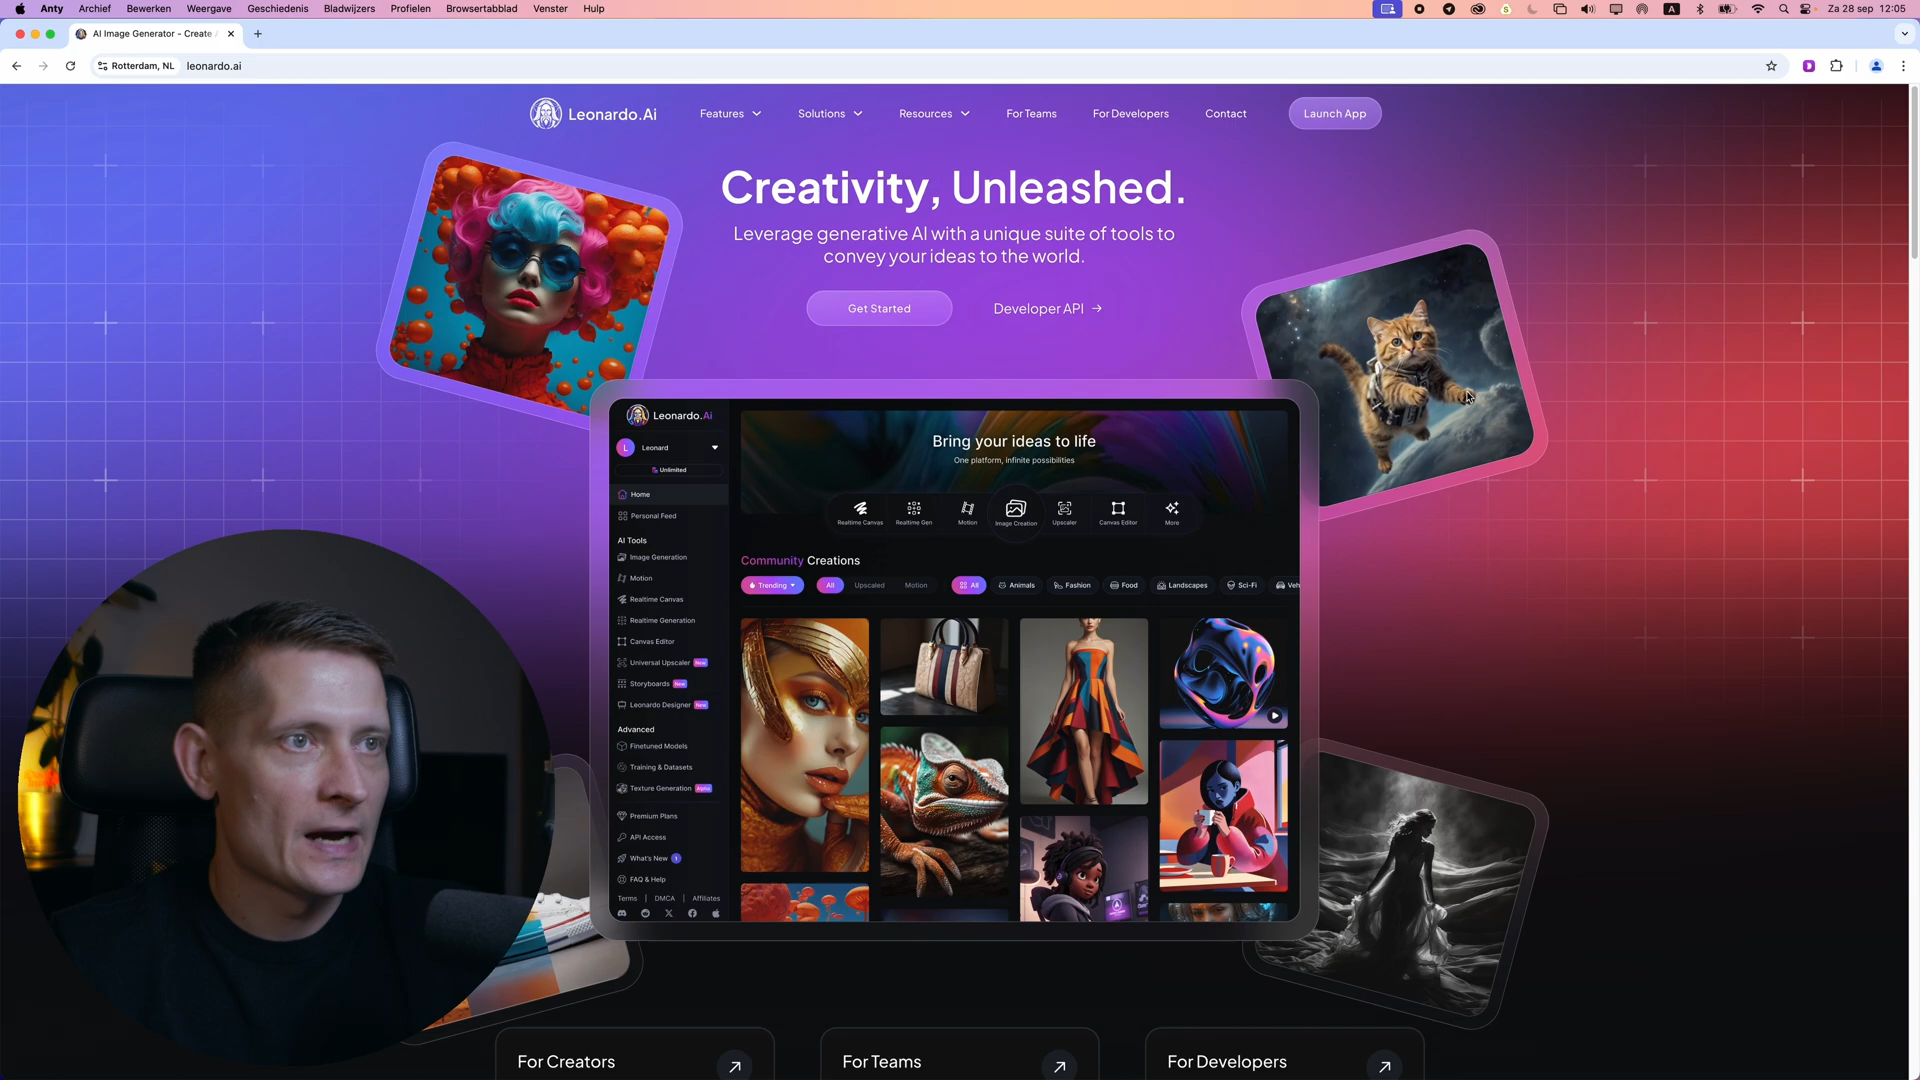 Anty Archief Bewerken Weergave Geschiedenis Bladwijzers Profielen Browsertabblad Venster Help
A
Za 28 sep 12:05
AI Image Generator - Create
Rotterdam, NL leonardo.ai
Leonardo.Ai Features Solutions Resources For Teams For Developers Contact Launch App
Creativity, Unleashed.
Leverage generative AI with a unique suite of tools to
convey your ideas to the world.
Get Started Developer API →
Leonardo.Ai
L Leonard
Unlimited
Home
Personal Feed
AI Tools
Image Generation
Motion
Realtime Canvas
Realtime Generation
Canvas Editor
Universal Upscaler New
Storyboards New
Leonardo Designer New
Advanced
Finetuned Models
Training & Datasets
Texture Generation Alpha
Premium Plans
API Access
What's New 1
FAQ & Help
Terms | DMCA | Affiliates
Bring your ideas to life
One platform, infinite possibilities
Realtime Canvas Realtime Gen Motion Image Creation Upscaler Canvas Editor More
Community Creations
Trending All Upscaled Motion All Animals Fashion Food Landscapes Sci-Fi Veh
For Creators For Teams For Developers